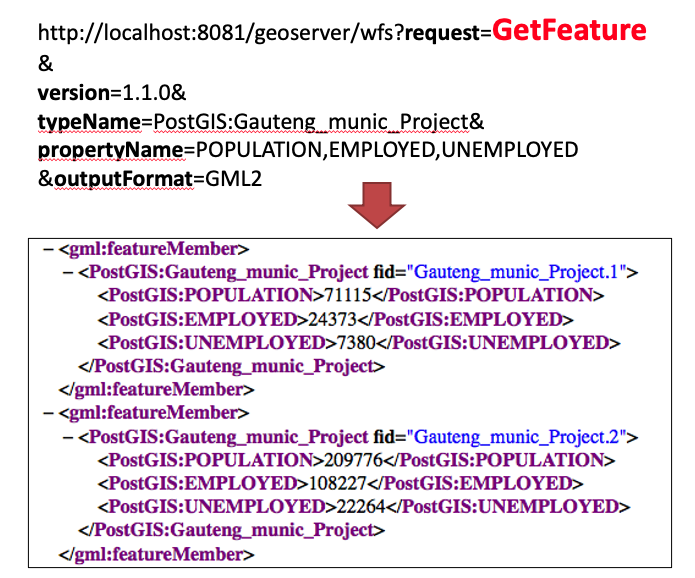 http://localhost:8081/geoserver/wfs?request=GetFeature
&
version=1.1.0&
typeName=PostGIS:Gauteng_munic_Project&
propertyName=POPULATION,EMPLOYED,UNEMPLOYED
&outputFormat=GML2
– <gml:featureMember>
– <PostGIS:Gauteng_munic_Project fid="Gauteng_munic_Project.1">
<PostGIS:POPULATION>71115</PostGIS:POPULATION>
<PostGIS:EMPLOYED>24373</PostGIS:EMPLOYED>
<PostGIS:UNEMPLOYED>7380</PostGIS:UNEMPLOYED>
</PostGIS:Gauteng_munic_Project>
</gml:featureMember>
– <gml:featureMember>
– <PostGIS:Gauteng_munic_Project fid="Gauteng_munic_Project.2">
<PostGIS:POPULATION>209776</PostGIS:POPULATION>
<PostGIS:EMPLOYED>108227</PostGIS:EMPLOYED>
<PostGIS:UNEMPLOYED>22264</PostGIS:UNEMPLOYED>
</PostGIS:Gauteng_munic_Project>
</gml:featureMember>